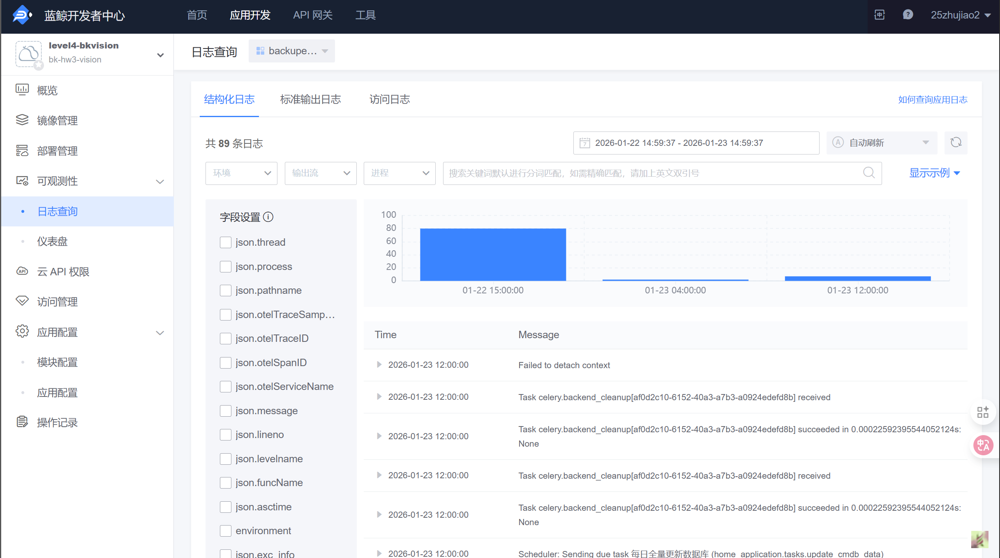 蓝鲸开发者中心
首页
应用开发
API 网关
工具
25zhujiao2
level4-bkvision
bk-hw3-vision
日志查询
backupe...
概览
镜像管理
部署管理
可观测性
日志查询
仪表盘
云 API 权限
访问管理
应用配置
模块配置
应用配置
操作记录
结构化日志
标准输出日志
访问日志
如何查询应用日志
共 89 条日志
2026-01-22 14:59:37 - 2026-01-23 14:59:37
自动刷新
环境
输出流
进程
搜索关键词默认进行分词匹配，如需精确匹配，请加上英文双引号
显示示例
字段设置
json.thread
json.process
json.pathname
json.otelTraceSamp...
json.otelTraceID
json.otelSpanID
json.otelServiceName
json.message
json.lineno
json.levelname
json.funcName
json.asctime
environment
json.exc_info
100
80
60
40
20
0
01-22 15:00:00
01-23 04:00:00
01-23 12:00:00
Time
Message
2026-01-23 12:00:00
Failed to detach context
2026-01-23 12:00:00
Task celery.backend_cleanup[af0d2c10-6152-40a3-a7b3-a0924edefd8b] received
2026-01-23 12:00:00
Task celery.backend_cleanup[af0d2c10-6152-40a3-a7b3-a0924edefd8b] succeeded in 0.00022592395544052124s:
None
2026-01-23 12:00:00
Task celery.backend_cleanup[af0d2c10-6152-40a3-a7b3-a0924edefd8b] received
2026-01-23 12:00:00
Task celery.backend_cleanup[af0d2c10-6152-40a3-a7b3-a0924edefd8b] succeeded in 0.00022592395544052124s:
None
2026-01-23 12:00:00
Scheduler: Sending due task 每日全量更新数据库 (home_application.tasks.update_cmdb_data)